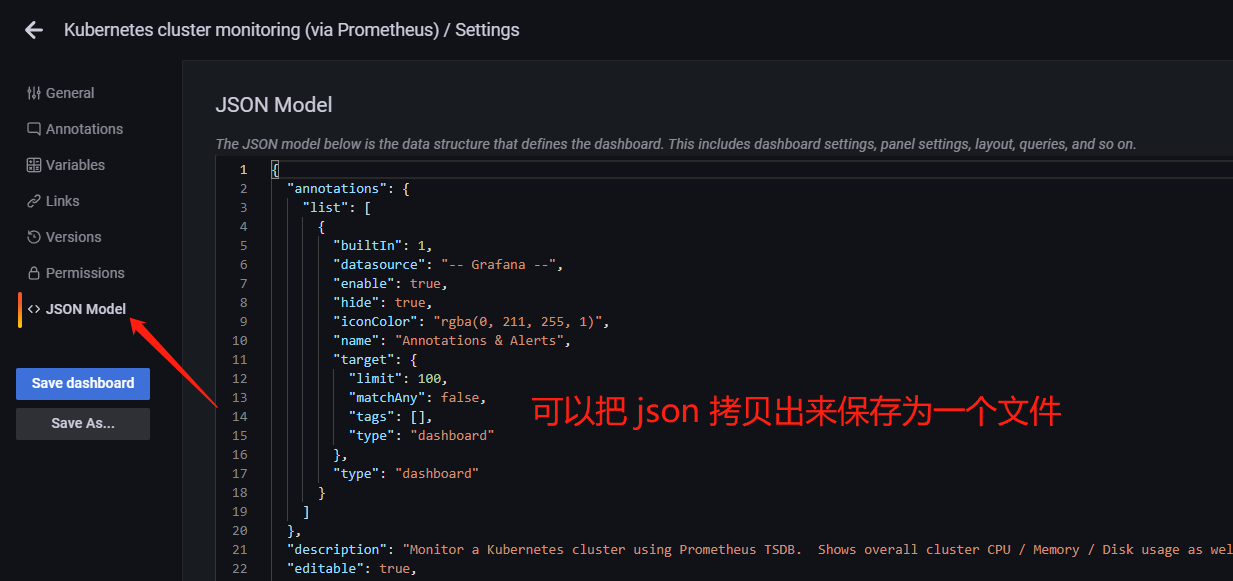 Kubernetes cluster monitoring (via Prometheus) / Settings
General
Annotations
Variables
Links
Versions
Permissions
JSON Model
Save dashboard
Save As...
JSON Model
The JSON model below is the data structure that defines the dashboard. This includes dashboard settings, panel settings, layout, queries, and so on.
1 {
2 "annotations": {
3 "list": [
4 {
5 "builtIn": 1,
6 "datasource": "-- Grafana --",
7 "enable": true,
8 "hide": true,
9 "iconColor": "rgba(0, 211, 255, 1)",
10 "name": "Annotations & Alerts",
11 "target": {
12 "limit": 100,
13 "matchAny": false,
14 "tags": [],
15 "type": "dashboard"
16 },
17 "type": "dashboard"
18 }
19 ]
20 },
21 "description": "Monitor a Kubernetes cluster using Prometheus TSDB.  Shows overall cluster CPU / Memory / Disk usage as wel
22 "editable": true,
可以把 json 拷贝出来保存为一个文件